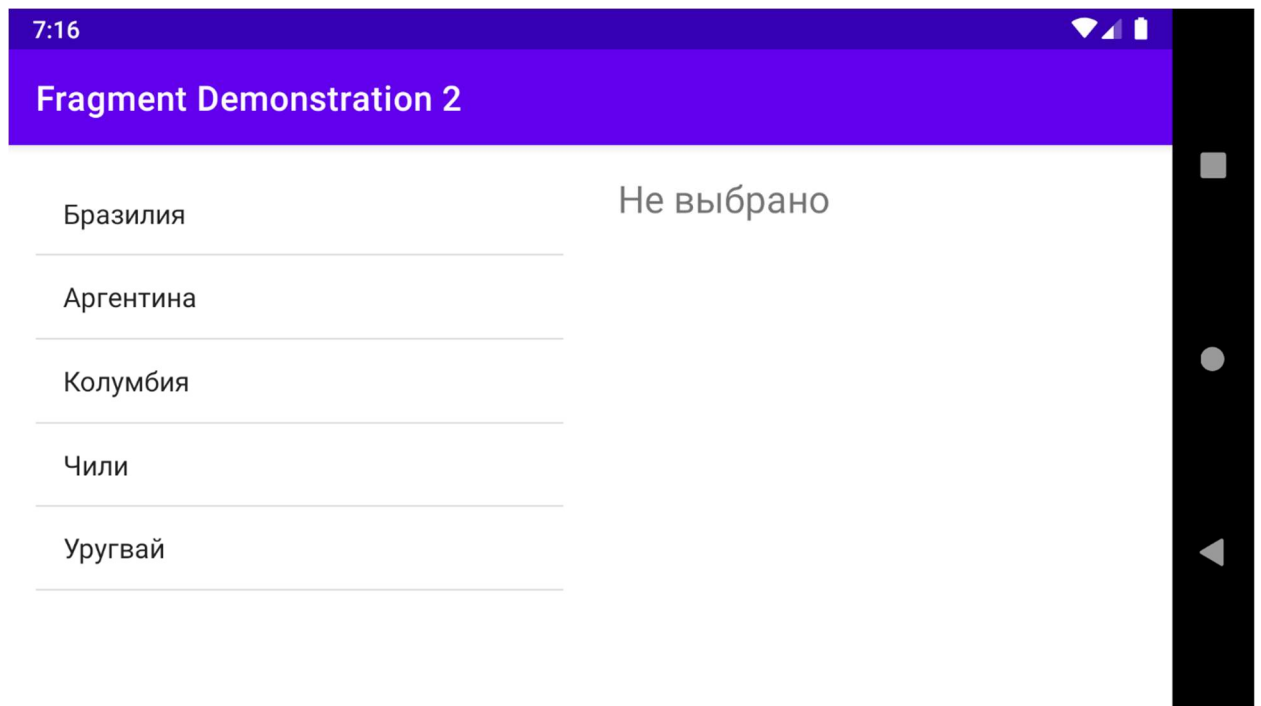 7:16
Fragment Demonstration 2
Бразилия
Аргентина
Колумбия
Чили
Уругвай
Не выбрано